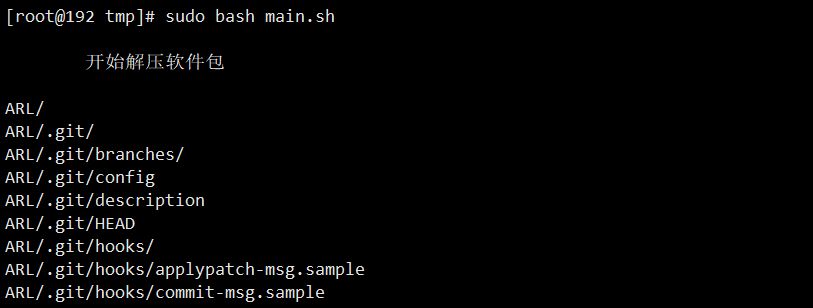 [root@192 tmp]# sudo bash main.sh
开始解压软件包
ARL/
ARL/.git/
ARL/.git/branches/
ARL/.git/config
ARL/.git/description
ARL/.git/HEAD
ARL/.git/hooks/
ARL/.git/hooks/applypatch-msg.sample
ARL/.git/hooks/commit-msg.sample